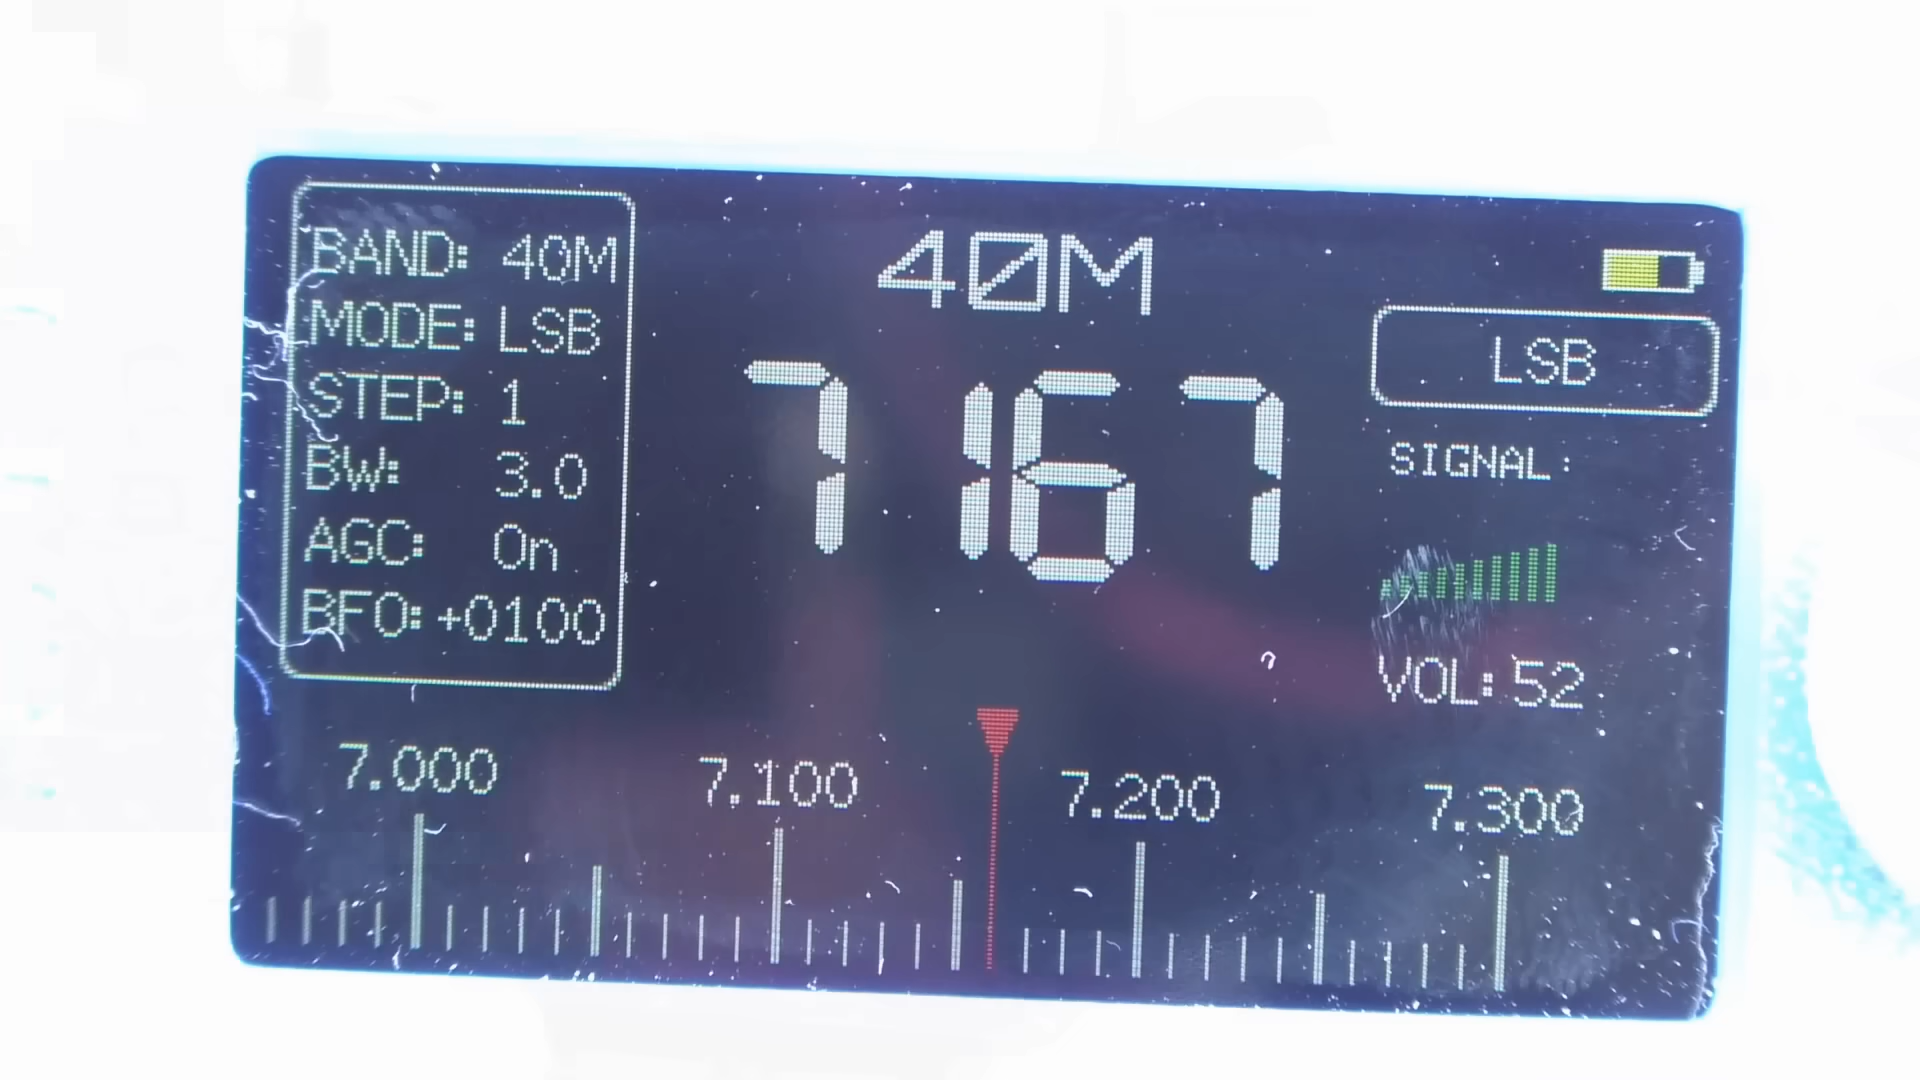 BAND: 40M
MODE: LSB
STEP: 1
BW: 3.0
AGC: On
BFO: +0100
40M
7167
LSB
SIGNAL:
VOL: 52
7.000 7.100 7.200 7.300